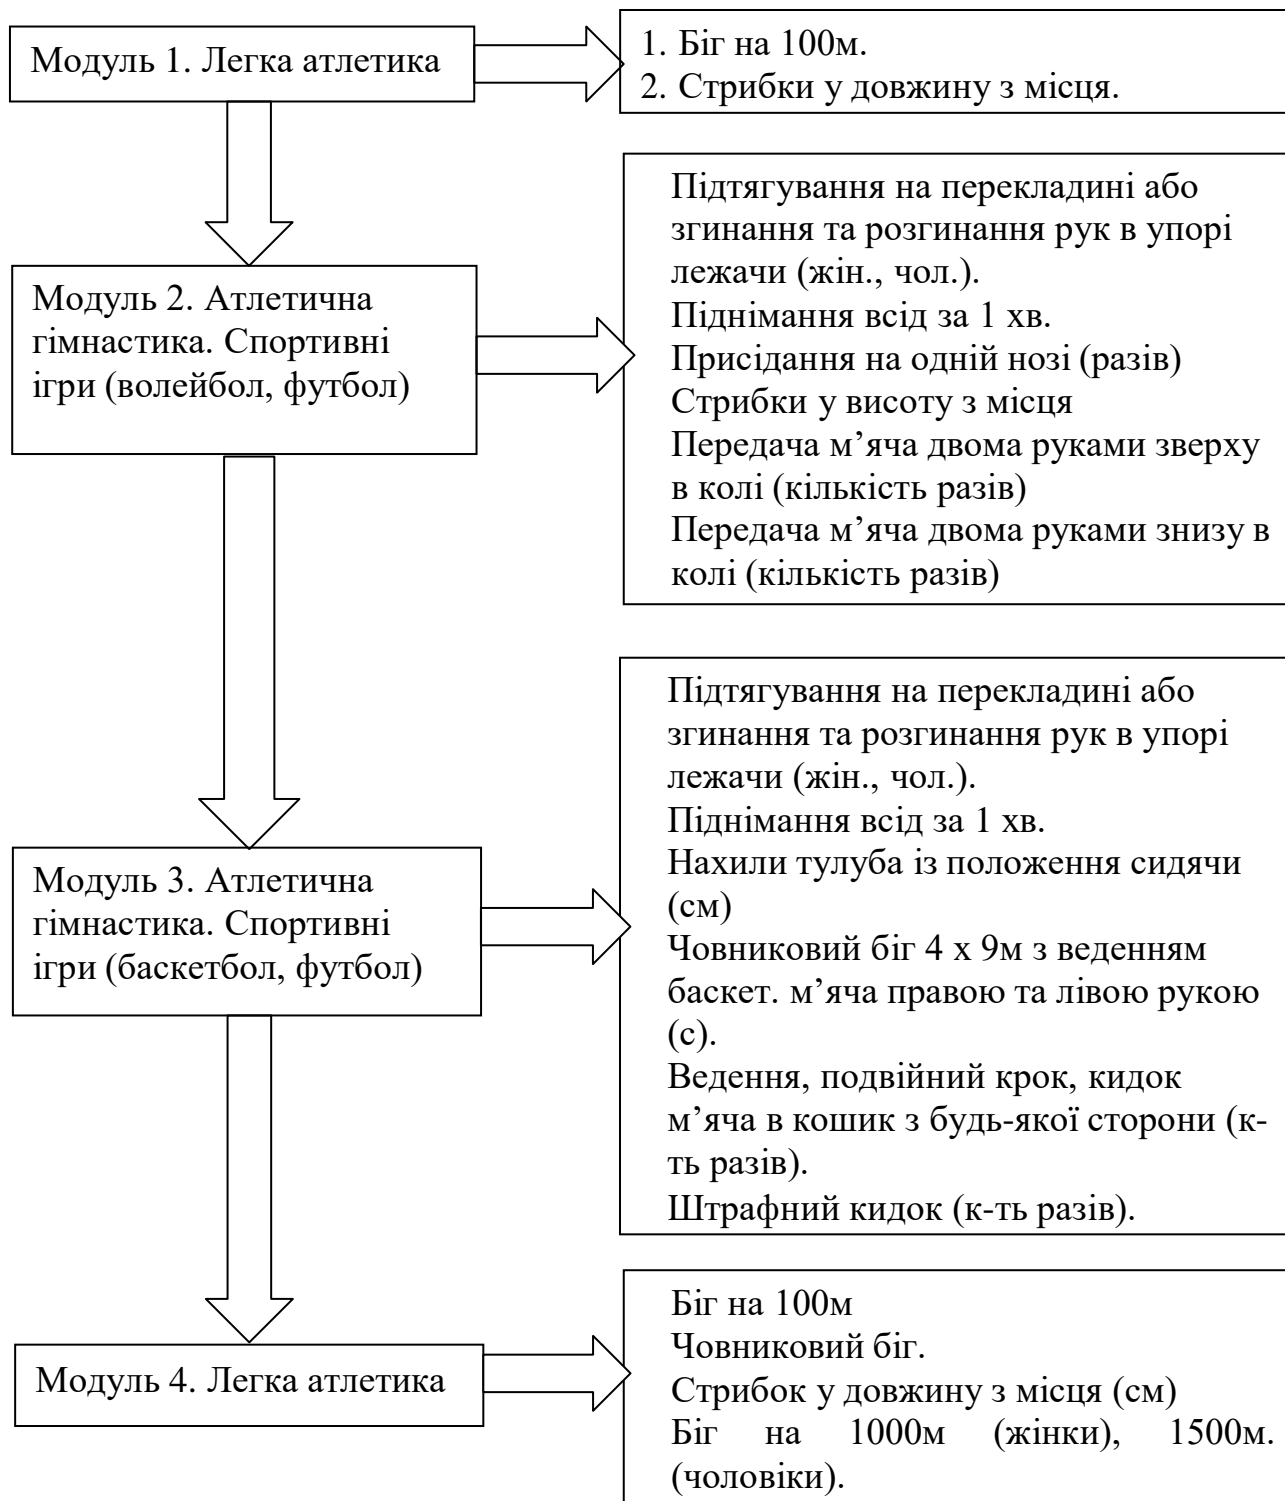 Модуль 1. Легка атлетика
1. Біг на 100м.
2. Стрибки у довжину з місця.
Модуль 2. Атлетична
гімнастика. Спортивні
ігри (волейбол, футбол)
Підтягування на перекладині або
згинання та розгинання рук в упорі
лежачи (жін., чол.).
Піднімання всід за 1 хв.
Присідання на одній нозі (разів)
Стрибки у висоту з місця
Передача м’яча двома руками зверху
в колі (кількість разів)
Передача м’яча двома руками знизу в
колі (кількість разів)
Модуль 3. Атлетична
гімнастика. Спортивні
ігри (баскетбол, футбол)
Підтягування на перекладині або
згинання та розгинання рук в упорі
лежачи (жін., чол.).
Піднімання всід за 1 хв.
Нахили тулуба із положення сидячи
(см)
Човниковий біг 4 х 9м з веденням
баскет. м’яча правою та лівою рукою
(с).
Ведення, подвійний крок, кидок
м’яча в кошик з будь-якої сторони (к-
ть разів).
Штрафний кидок (к-ть разів).
Модуль 4. Легка атлетика
Біг на 100м
Човниковий біг.
Стрибок у довжину з місця (см)
Біг на 1000м (жінки), 1500м.
(чоловіки).